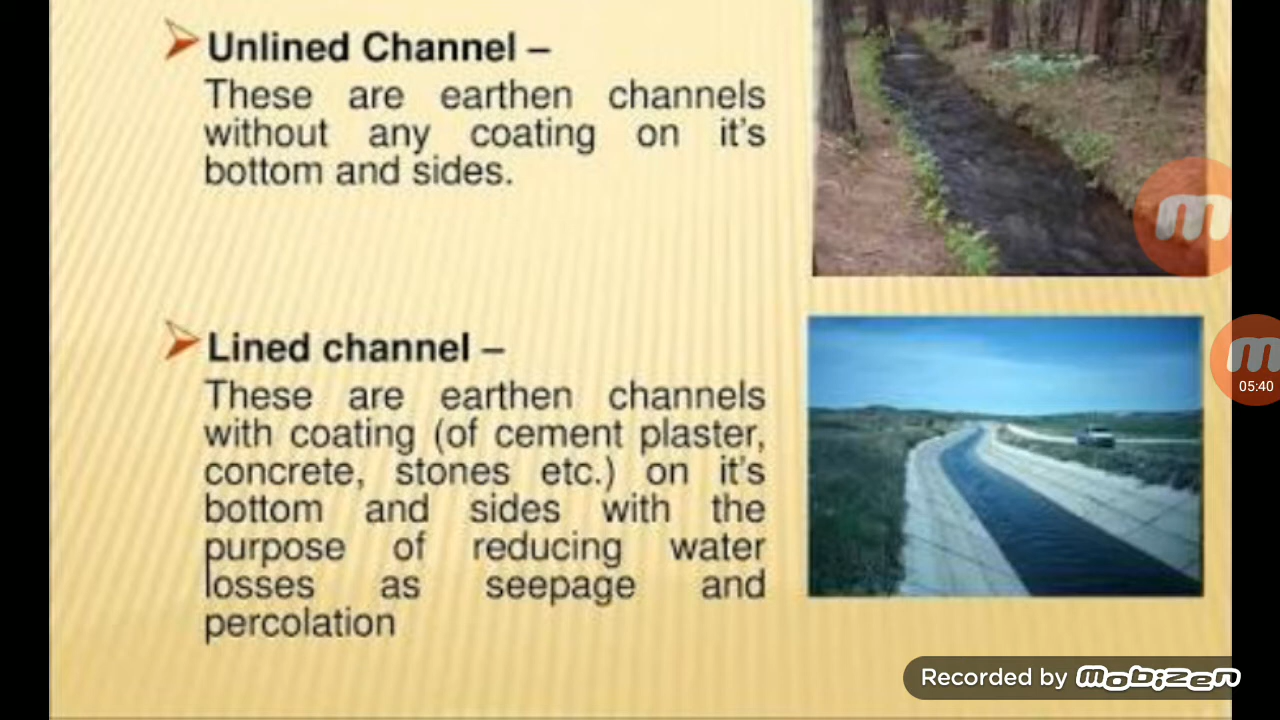 Unlined Channel –
These are earthen channels
without any coating on it's
bottom and sides.
Lined channel –
These are earthen channels
with coating (of cement plaster,
concrete, stones etc.) on it's
bottom and sides with the
purpose of reducing water
losses as seepage and
percolation
05:40
Recorded by Mobizen